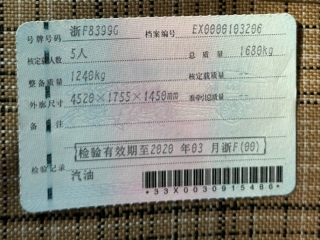 号牌号码 浙F8399G 档案编号 EX0000103206
核定载人数 5人 总质量 1680kg
整备质量 1240kg 核定载质量
外廓尺寸 4520×1755×1450mm 准牵引总质量
备注
检验有效期至2020 年03 月浙F(00)
检验记录
汽油
*33X0030915486*